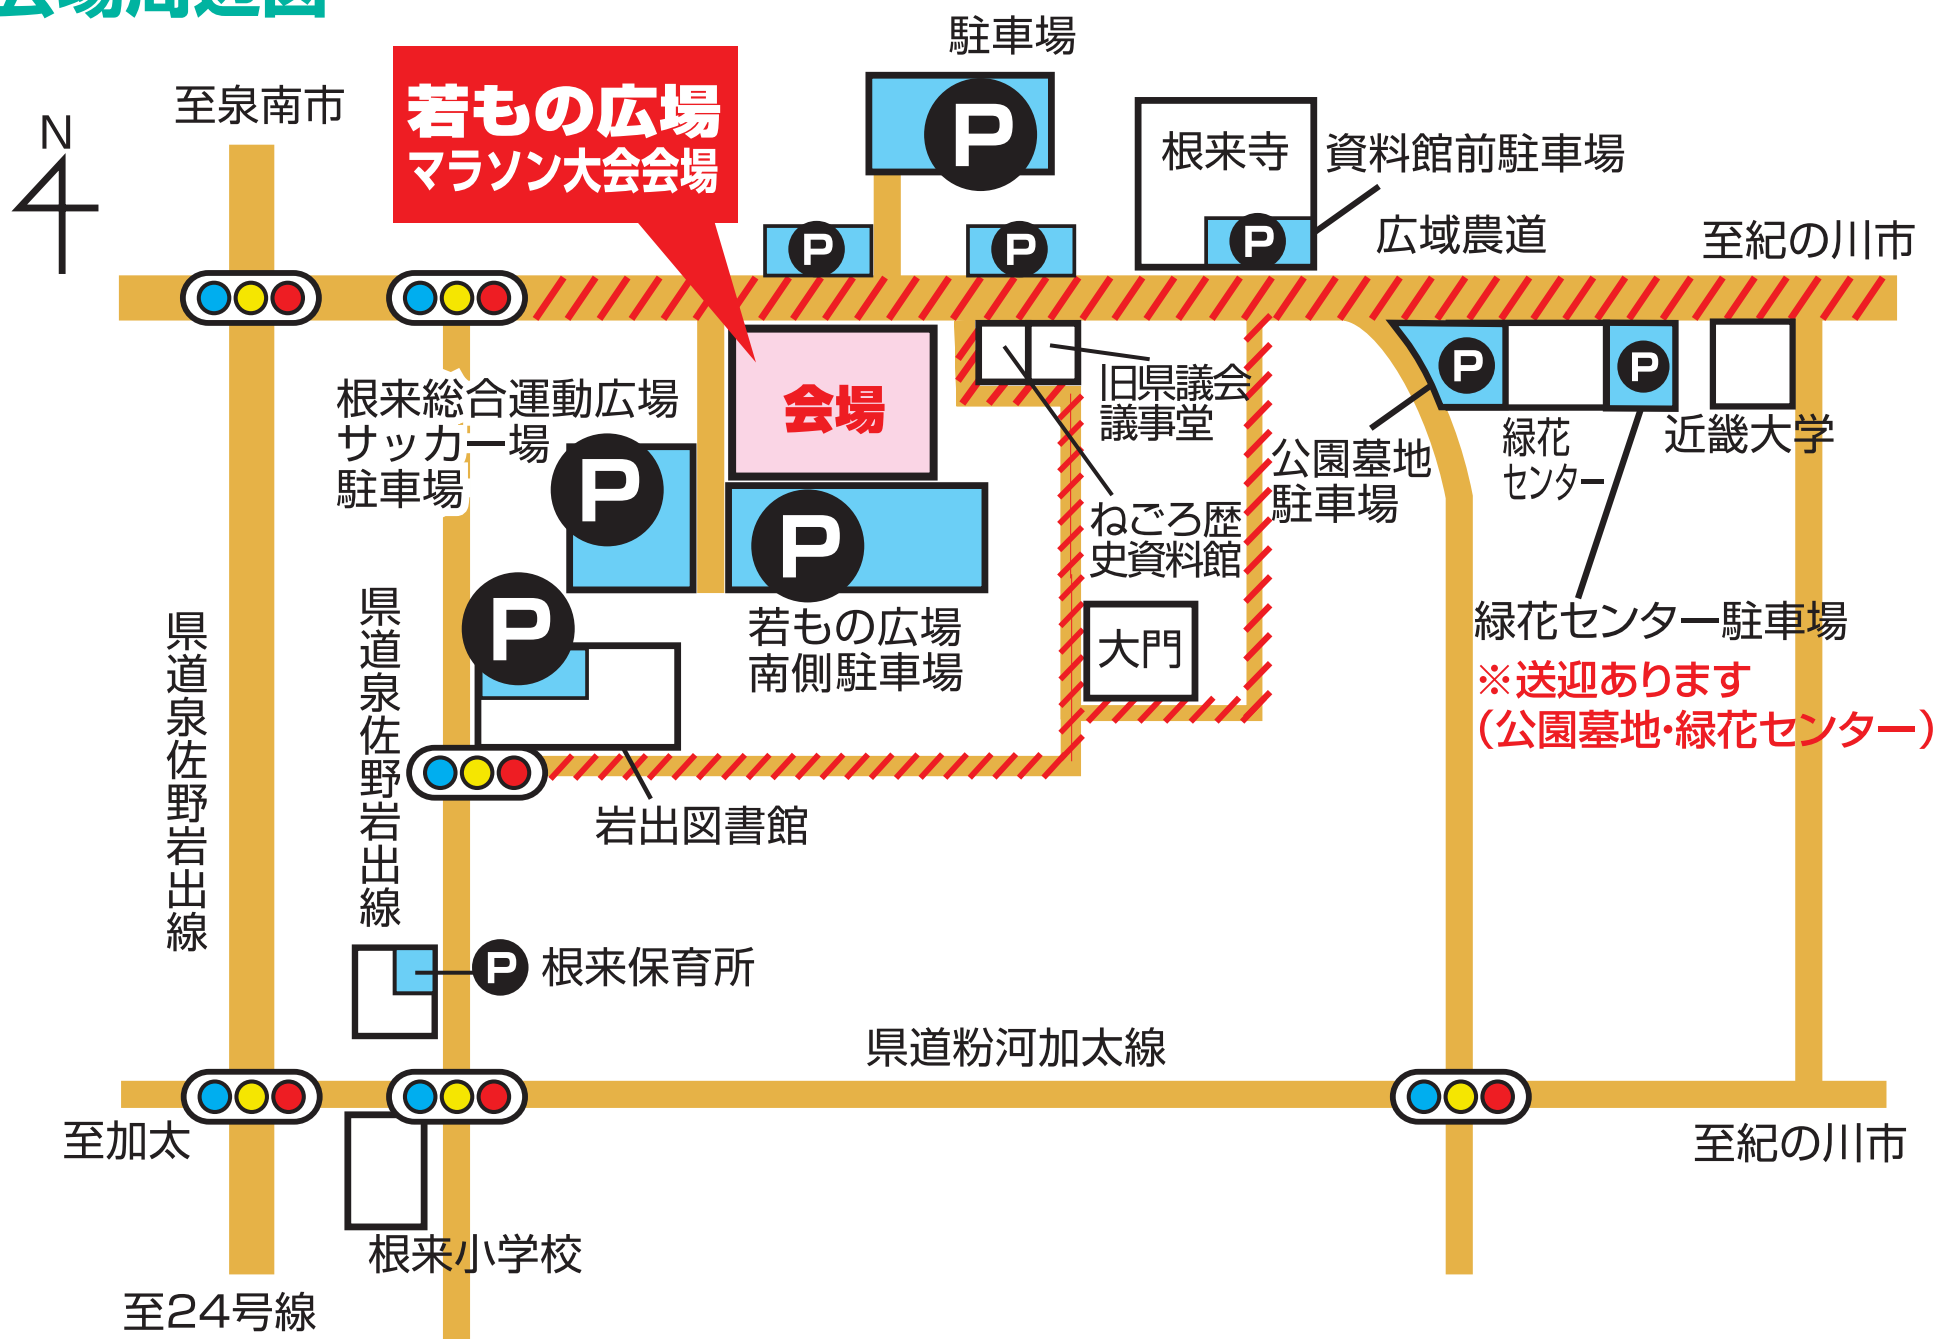 会場周辺図
駐車場
至泉南市
N
若もの広場
マラソン大会会場
P
根来寺
資料館前駐車場
P
広域農道
至紀の川市
P
P
会場
旧県議会
議事堂
根来総合運動広場
サッカー場
駐車場
P
P
若もの広場
南側駐車場
ねごろ歴
史資料館
大門
公園墓地
駐車場
P
緑花
センター
P
近畿大学
緑花センター駐車場
※送迎あります
(公園墓地・緑花センター)
P
岩出図書館
県道泉佐野岩出線
県道泉佐野岩出線
P
根来保育所
県道粉河加太線
至加太
至紀の川市
根来小学校
至24号線